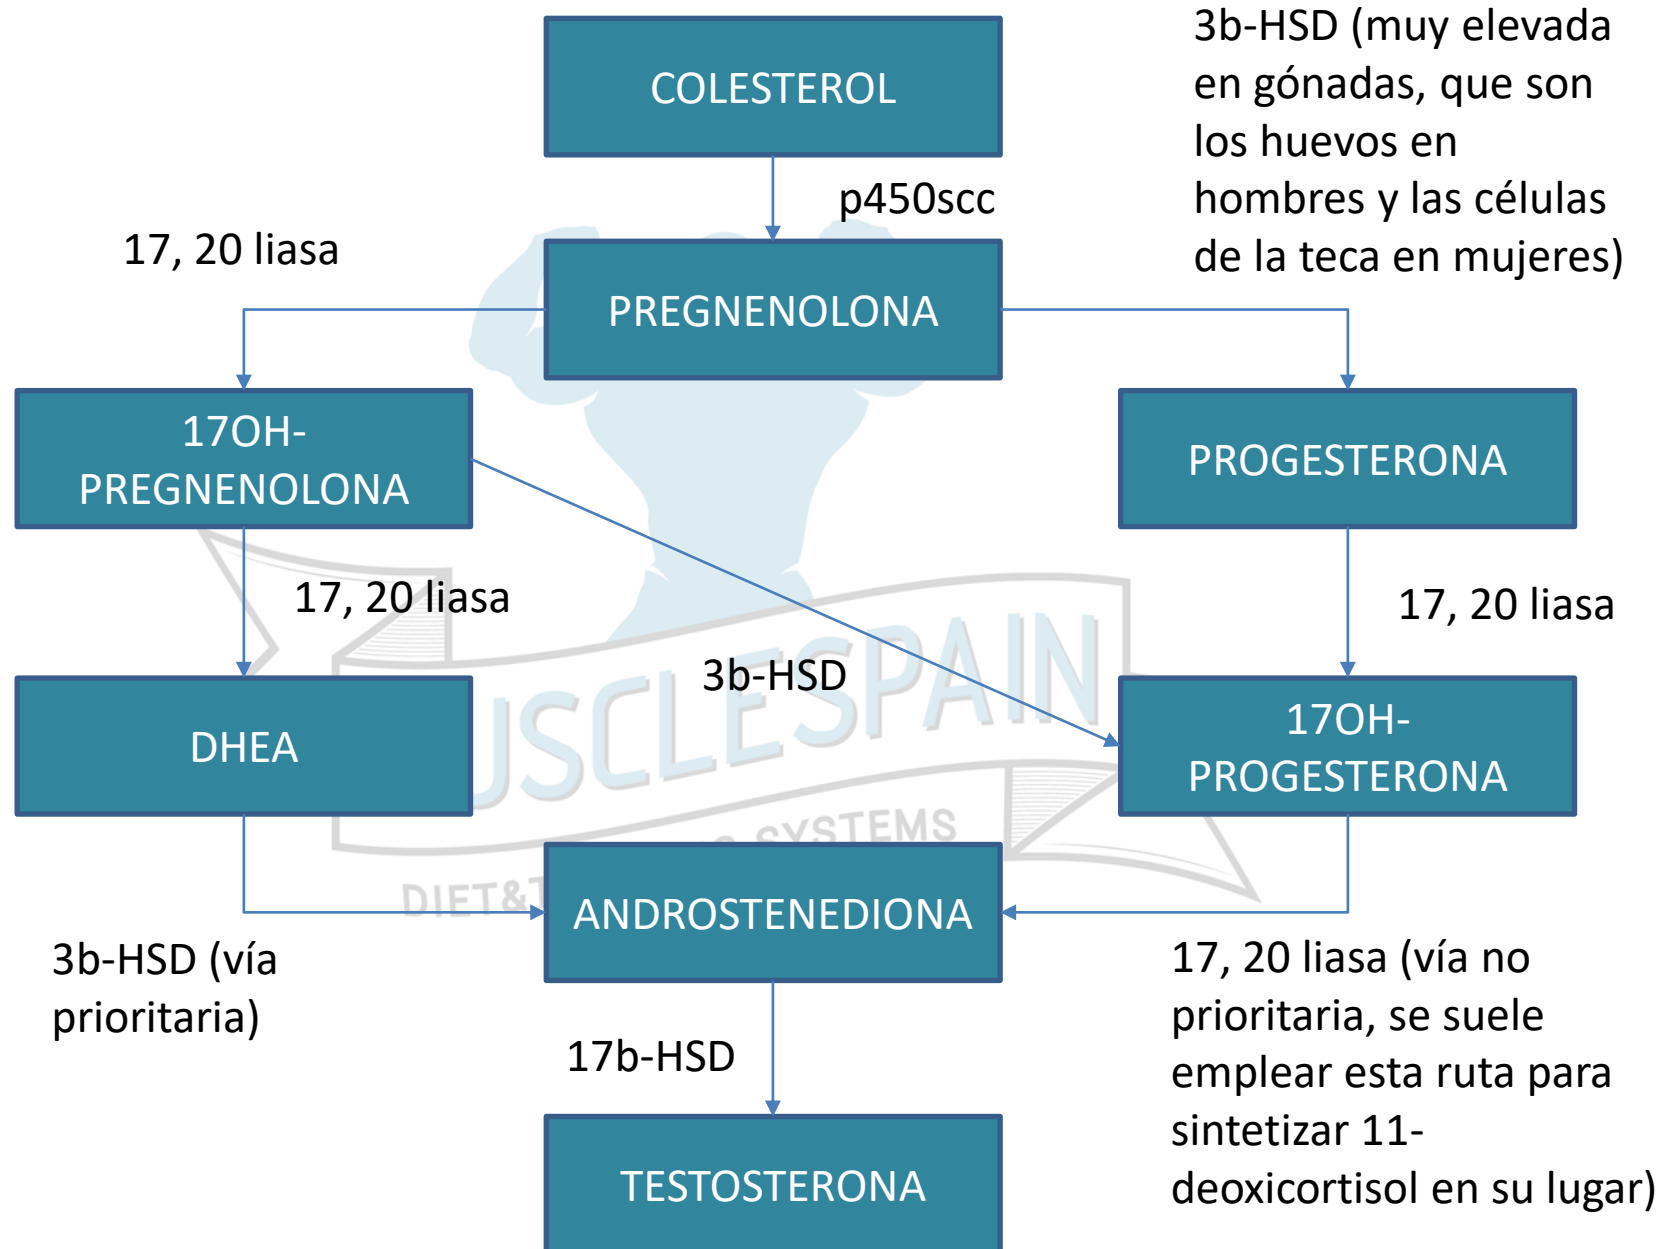 COLESTEROL
3b-HSD (muy elevada
en gónadas, que son
los huevos en
hombres y las células
de la teca en mujeres)
p450scc
17, 20 liasa
PREGNENOLONA
17OH-
PREGNENOLONA
PROGESTERONA
17, 20 liasa
17, 20 liasa
3b-HSD
DHEA
17OH-
PROGESTERONA
USCLESPAIN
SYSTEMS
DIET&T
ANDROSTENEDIONA
3b-HSD (vía
prioritaria)
17, 20 liasa (vía no
prioritaria, se suele
emplear esta ruta para
sintetizar 11-
deoxicortisol en su lugar)
17b-HSD
TESTOSTERONA